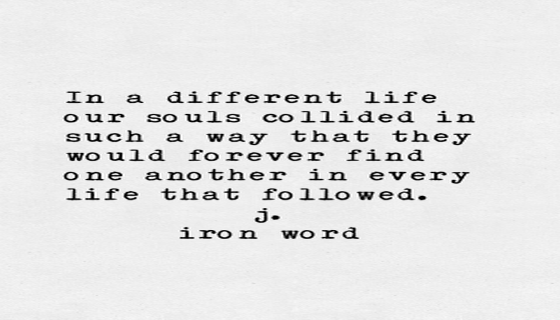 In a different life
our souls collided in
such a way that they
would forever find
one another in every
life that followed.
j.
iron word